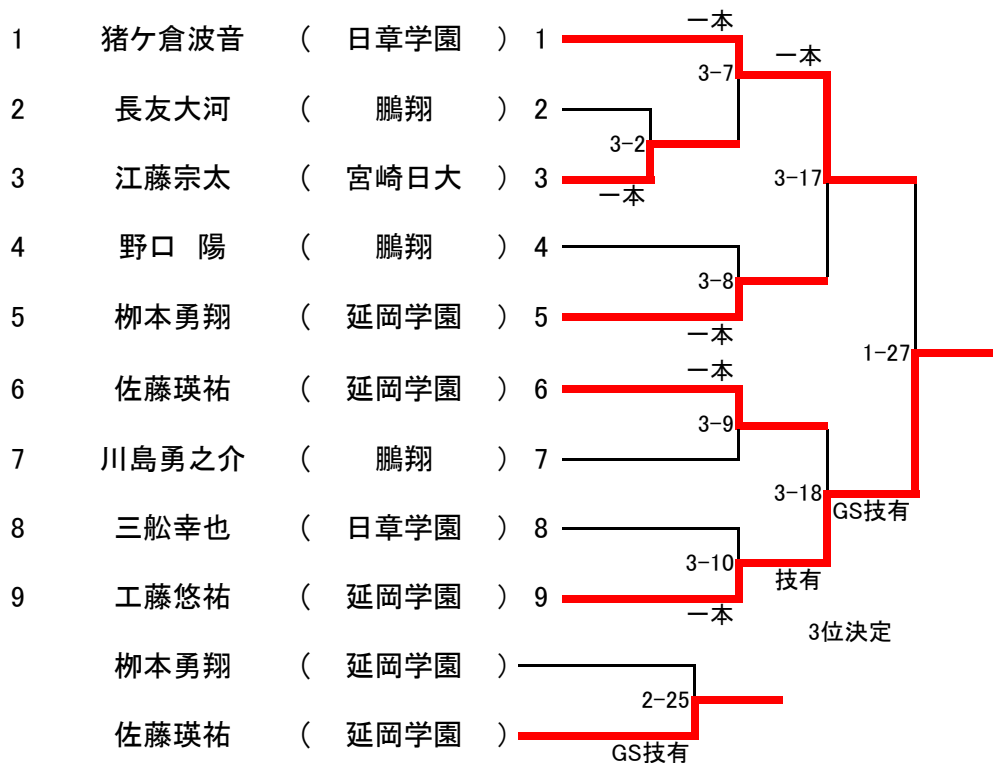 一本
1 猪ケ倉波音 ( 日章学園 ) 1
3-7 一本
2 長友大河 ( 鵬翔 ) 2
3-2
3 江藤宗太 ( 宮崎日大 ) 3 3-17
一本
4 野口 陽 ( 鵬翔 ) 4
3-8
5 栁本勇翔 ( 延岡学園 ) 5
一本
1-27
一本
6 佐藤瑛祐 ( 延岡学園 ) 6
3-9
7 川島勇之介 ( 鵬翔 ) 7
3-18
GS技有
8 三舩幸也 ( 日章学園 ) 8
3-10
技有
9 工藤悠祐 ( 延岡学園 ) 9
一本
3位決定
栁本勇翔 ( 延岡学園 )
2-25
佐藤瑛祐 ( 延岡学園 )
GS技有